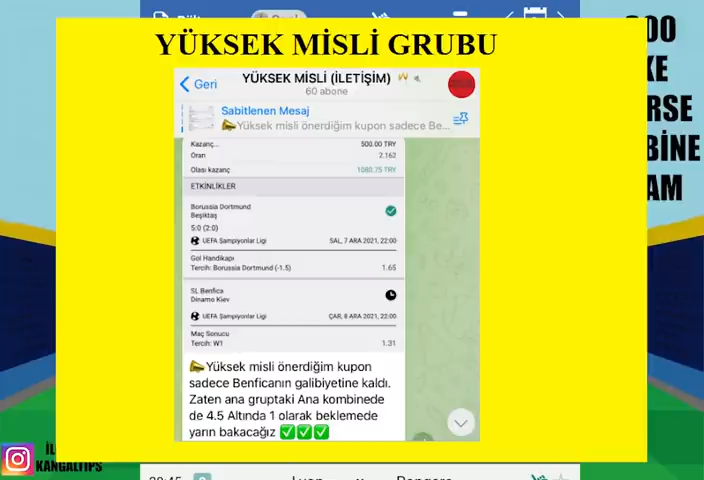 YÜKSEK MİSLİ GRUBU
Geri
YÜKSEK MİSLİ (İLETİŞİM)
60 abone
Sabitlenen Mesaj
Yüksek misli önerdiğim kupon sadece Be...
Kazanç... 500.00 TRY
Oran 2.162
Olası kazanç 1080.75 TRY
ETKİNLİKLER
Borussia Dortmund
Beşiktaş
5:0 (2:0)
UEFA Şampiyonlar Ligi SAL, 7 ARA 2021, 22:00
Gol Handikapı
Tercih: Borussia Dortmund (-1.5) 1.65
SL Benfica
Dinamo Kiev
UEFA Şampiyonlar Ligi ÇAR, 8 ARA 2021, 22:00
Maç Sonucu
Tercih: W1 1.31
Yüksek misli önerdiğim kupon
sadece Benficanın galibiyetine kaldı.
Zaten ana gruptaki Ana kombinede
de 4.5 Altında 1 olarak beklemede
yarın bakacağız
KANGALTIPS